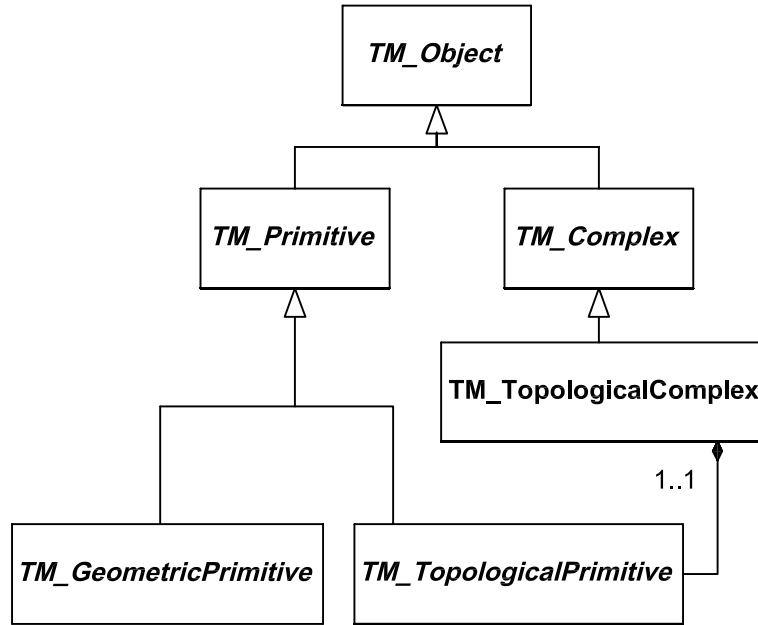 TM_Object
TM_Primitive
TM_Complex
TM_TopologicalComplex
1..1
TM_GeometricPrimitive
TM_TopologicalPrimitive